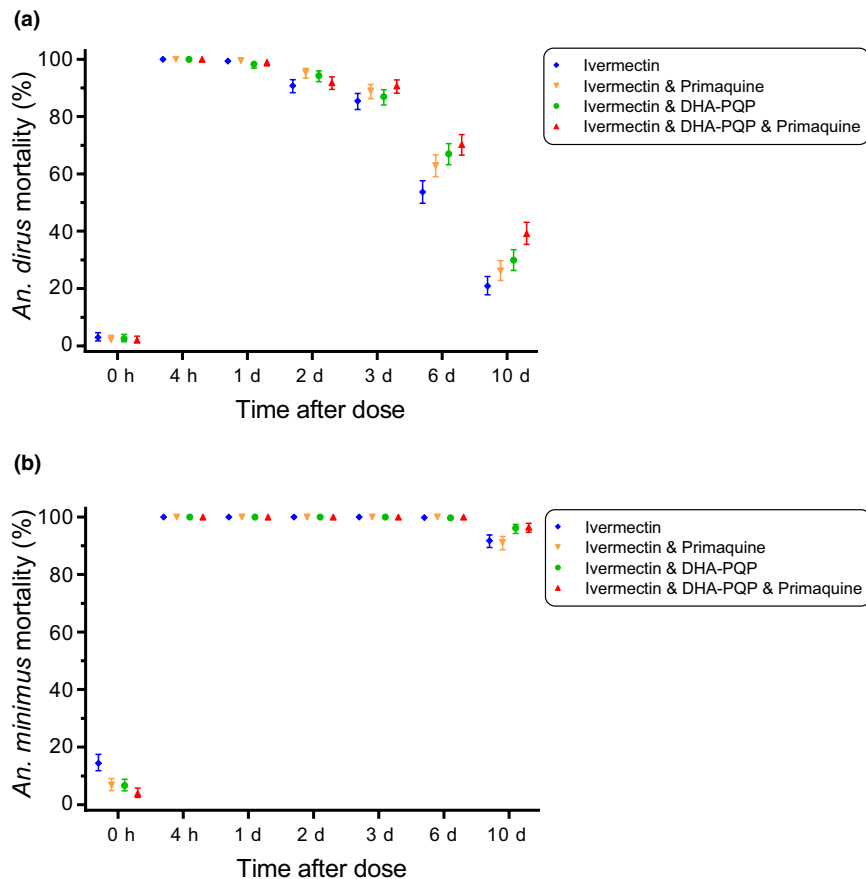 (a)
An. dirus mortality (%)
100
80
60
40
20
0
0 h 4 h 1 d 2 d 3 d 6 d 10 d
Time after dose
Ivermectin
Ivermectin & Primaquine
Ivermectin & DHA-PQP
Ivermectin & DHA-PQP & Primaquine
(b)
An. minimus mortality (%)
100
80
60
40
20
0
0 h 4 h 1 d 2 d 3 d 6 d 10 d
Time after dose
Ivermectin
Ivermectin & Primaquine
Ivermectin & DHA-PQP
Ivermectin & DHA-PQP & Primaquine